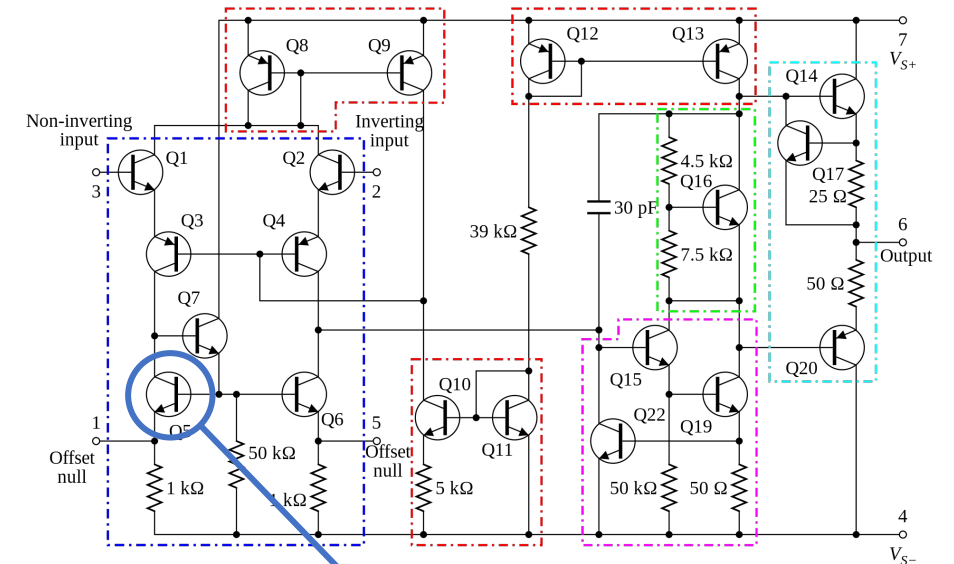 Q8
Q9
Q12
Q13
7
V_S+
Q14
Non-inverting
input
Inverting
input
Q1
Q2
3
2
4.5 kΩ
Q16
Q17
25 Ω
30 pF
Q3
Q4
39 kΩ
6
Output
7.5 kΩ
50 Ω
Q7
Q15
Q20
Q10
Q5
Q6
Q22
Q19
1
5
Offset
null
Offset
null
Q11
50 kΩ
1 kΩ
1 kΩ
5 kΩ
50 kΩ
50 Ω
4
V_S−